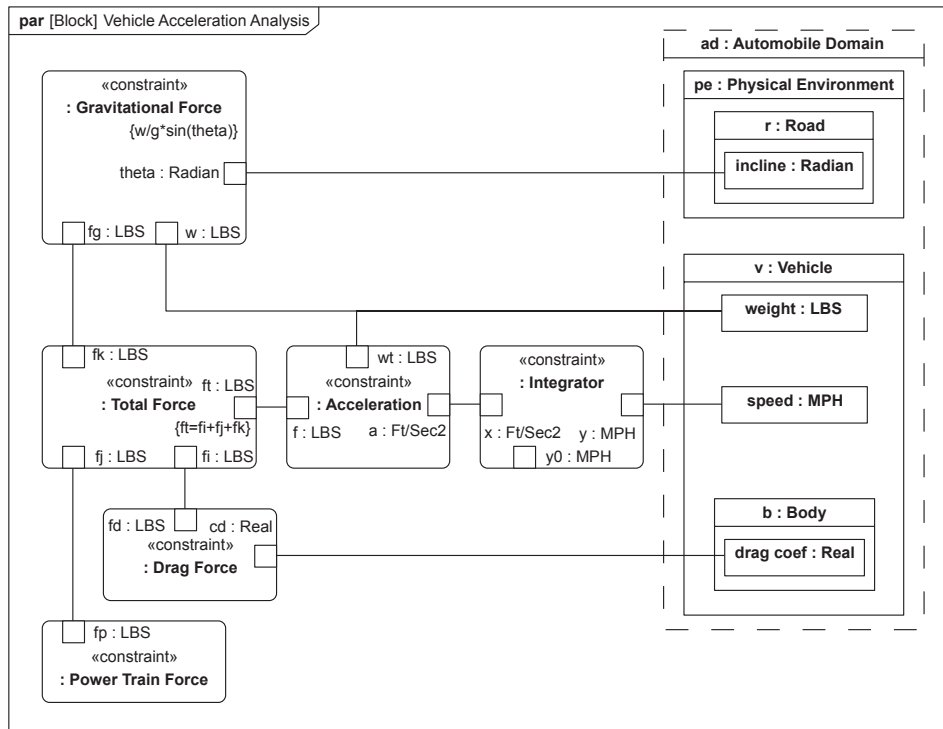 par [Block] Vehicle Acceleration Analysis
ad : Automobile Domain
pe : Physical Environment
r : Road
incline : Radian
«constraint»
: Gravitational Force
{w/g*sin(theta)}
theta : Radian
fg : LBS
w : LBS
v : Vehicle
weight : LBS
speed : MPH
b : Body
drag coef : Real
fk : LBS
«constraint»
ft : LBS
: Total Force
{ft=fi+fj+fk}
fj : LBS
fi : LBS
wt : LBS
«constraint»
: Acceleration
f : LBS
a : Ft/Sec2
«constraint»
: Integrator
x : Ft/Sec2
y : MPH
y0 : MPH
fd : LBS
cd : Real
«constraint»
: Drag Force
fp : LBS
«constraint»
: Power Train Force